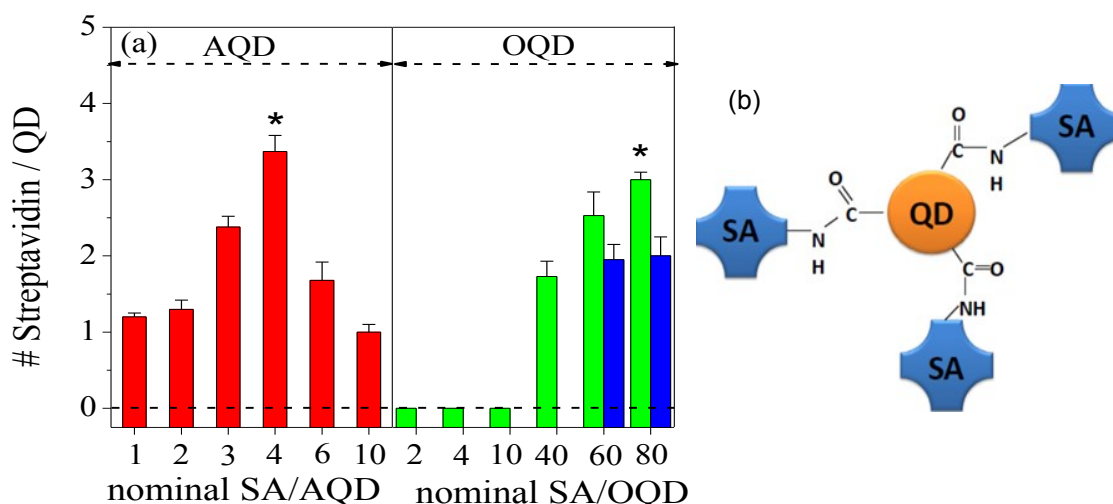 (a)
AQD
OQD
# Streptavidin / QD
5
4
3
2
1
0
*
*
1 2 3 4 6 10 2 4 10 40 60 80
nominal SA/AQD nominal SA/OQD
(b)
SA
O
C
N
H
QD
O
C
N
H
SA
C=O
NH
SA